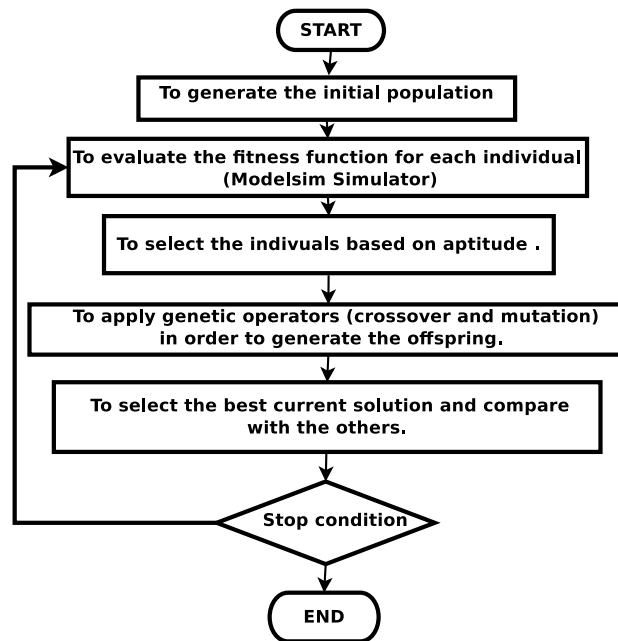 START
To generate the initial population
To evaluate the fitness function for each individual
(Modelsim Simulator)
To select the indivuals based on aptitude .
To apply genetic operators (crossover and mutation)
in order to generate the offspring.
To select the best current solution and compare
with the others.
Stop condition
END